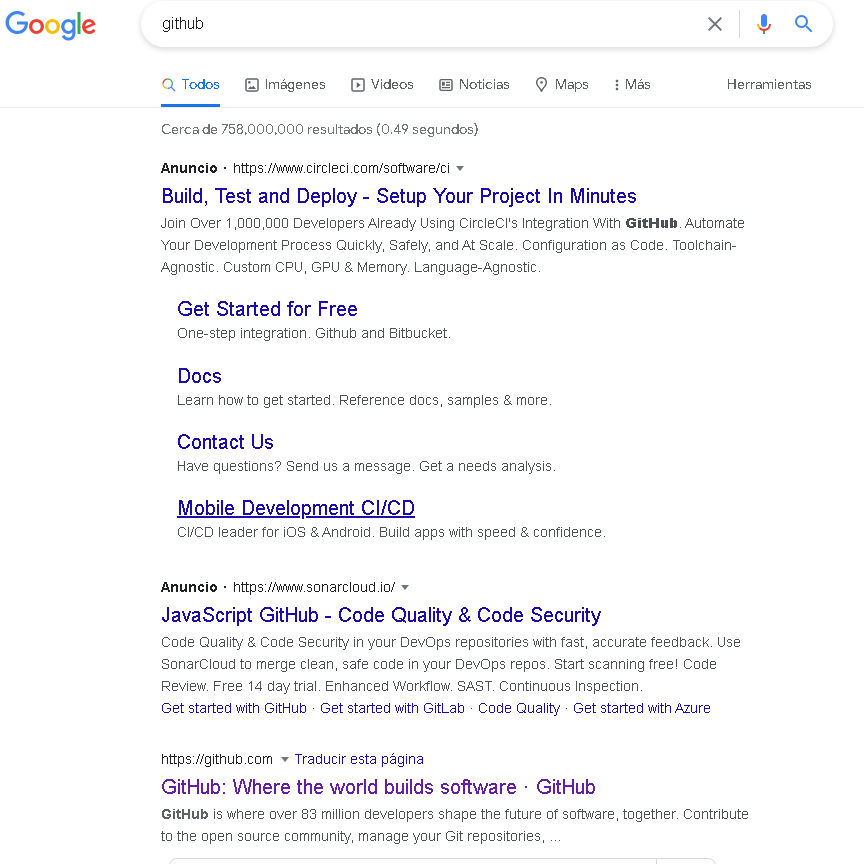 Google
github
Todos Imágenes Videos Noticias Maps Más Herramientas
Cerca de 758,000,000 resultados (0.49 segundos)
Anuncio · https://www.circleci.com/software/ci
Build, Test and Deploy - Setup Your Project In Minutes
Join Over 1,000,000 Developers Already Using CircleCI's Integration With GitHub. Automate
Your Development Process Quickly, Safely, and At Scale. Configuration as Code. Toolchain-
Agnostic. Custom CPU, GPU & Memory. Language-Agnostic.
Get Started for Free
One-step integration. Github and Bitbucket.
Docs
Learn how to get started. Reference docs, samples & more.
Contact Us
Have questions? Send us a message. Get a needs analysis.
Mobile Development CI/CD
CI/CD leader for iOS & Android. Build apps with speed & confidence.
Anuncio · https://www.sonarcloud.io/
JavaScript GitHub - Code Quality & Code Security
Code Quality & Code Security in your DevOps repositories with fast, accurate feedback. Use
SonarCloud to merge clean, safe code in your DevOps repos. Start scanning free! Code
Review. Free 14 day trial. Enhanced Workflow. SAST. Continuous Inspection.
Get started with GitHub · Get started with GitLab · Code Quality · Get started with Azure
https://github.com Traducir esta página
GitHub: Where the world builds software · GitHub
GitHub is where over 83 million developers shape the future of software, together. Contribute
to the open source community, manage your Git repositories, ...